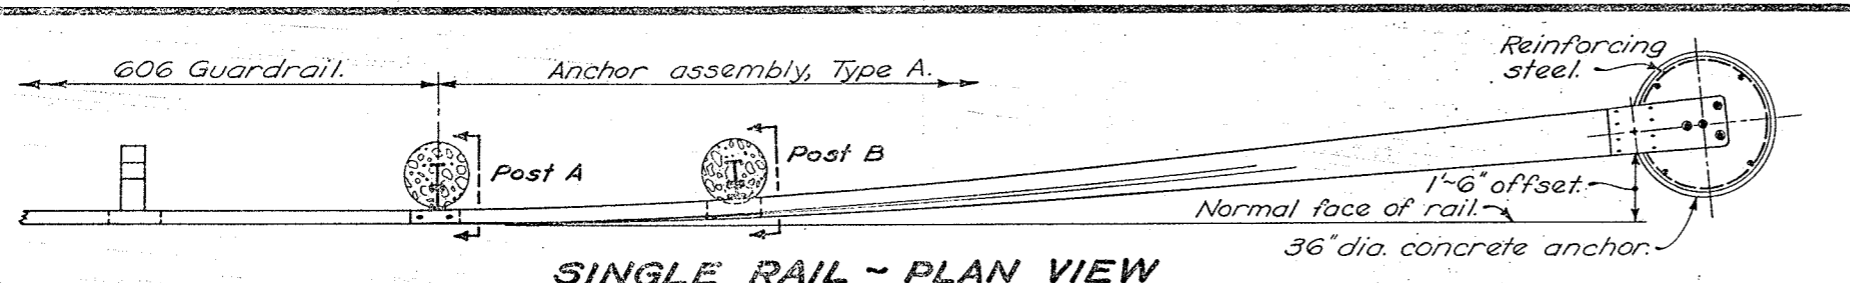 606 Guardrail.
Anchor assembly, Type A.
Reinforcing
steel.
Post A
Post B
1'~6" offset.
Normal face of rail.
36" dia. concrete anchor.
SINGLE RAIL ~ PLAN VIEW